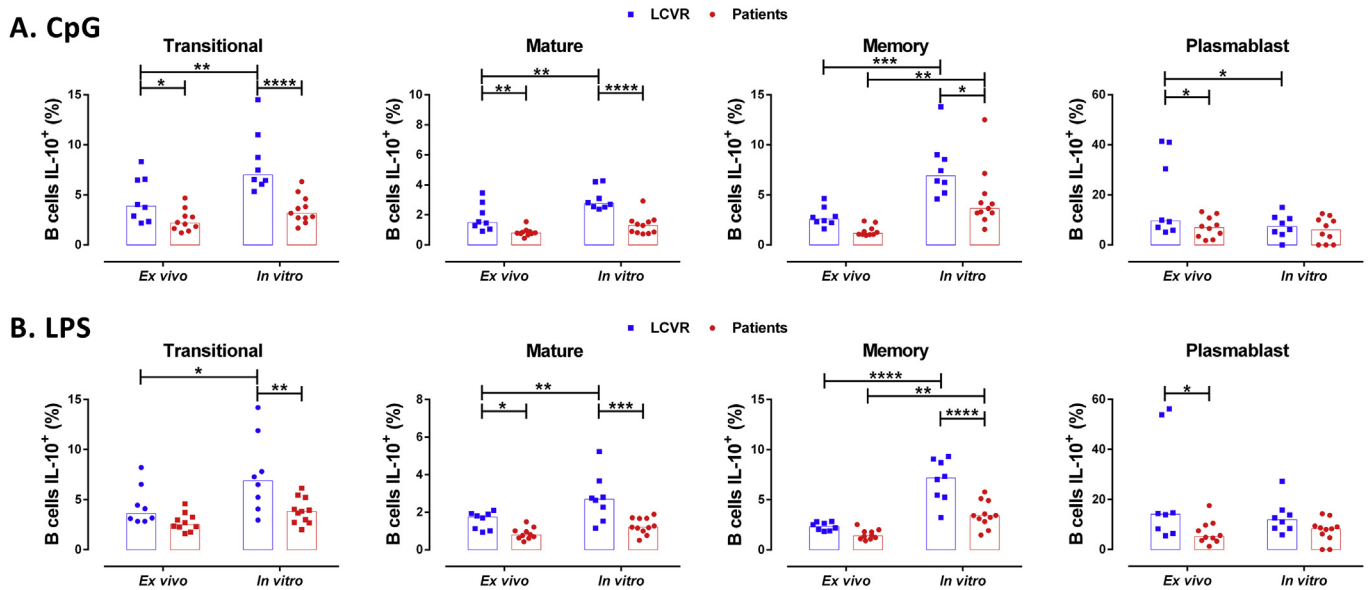 A. CpG
LCVR Patients
Transitional Mature Memory Plasmablast
** * ****
** ** ****
*** ** *
* *
B cells IL-10+ (%) B cells IL-10+ (%) B cells IL-10+ (%) B cells IL-10+ (%)
15 10 15 60
10 8 10 40
5 6 5 20
0 4 0 0
2
0
Ex vivo In vitro Ex vivo In vitro Ex vivo In vitro Ex vivo In vitro
B. LPS
LCVR Patients
Transitional Mature Memory Plasmablast
* **
** * ***
**** ** ****
*
B cells IL-10+ (%) B cells IL-10+ (%) B cells IL-10+ (%) B cells IL-10+ (%)
15 8 15 60
10 6 10 40
5 4 5 20
0 2 0 0
0
Ex vivo In vitro Ex vivo In vitro Ex vivo In vitro Ex vivo In vitro